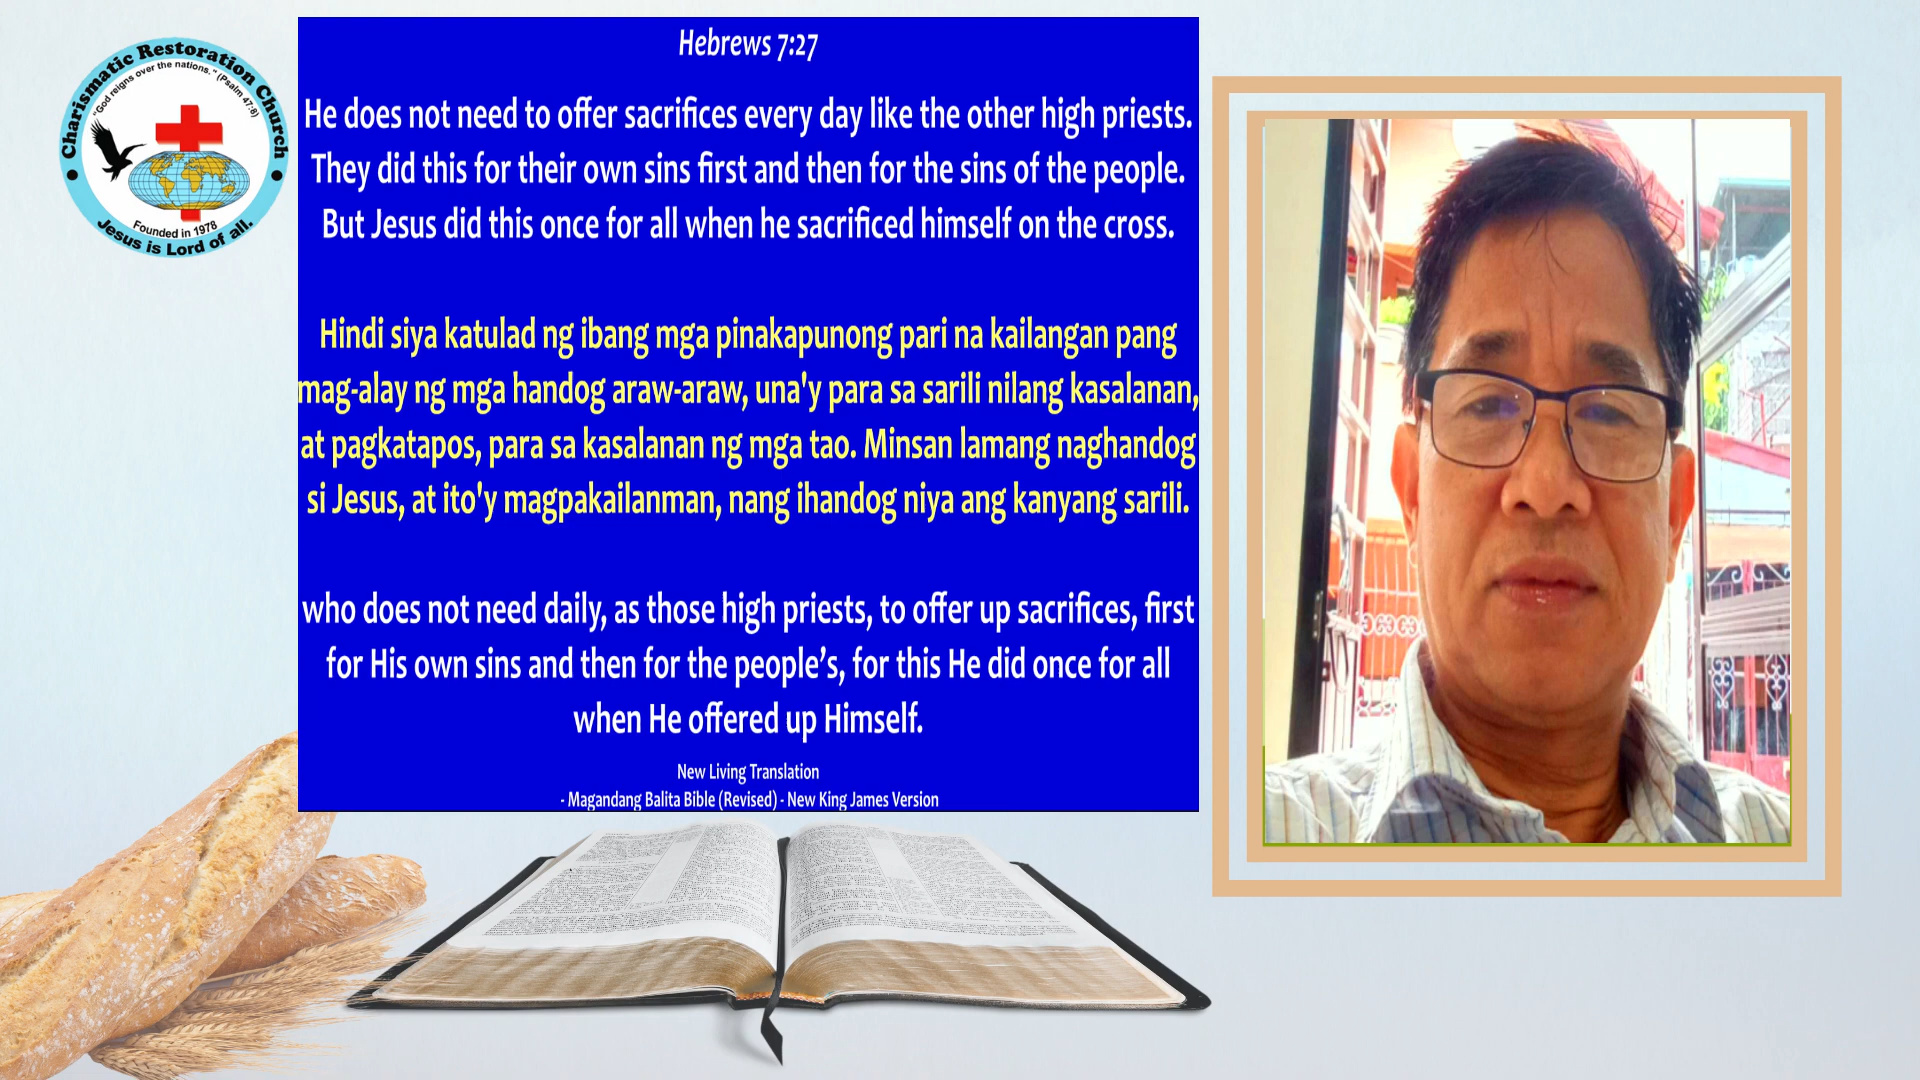 Charismatic Restoration Church
"God reigns over the nations." (Psalm 47:8)
Founded in 1978
Jesus is Lord of all.
Hebrews 7:27
He does not need to offer sacrifices every day like the other high priests.
They did this for their own sins first and then for the sins of the people.
But Jesus did this once for all when he sacrificed himself on the cross.
Hindi siya katulad ng ibang mga pinakapunong pari na kailangan pang
mag-alay ng mga handog araw-araw, una'y para sa sarili nilang kasalanan,
at pagkatapos, para sa kasalanan ng mga tao. Minsan lamang naghandog
si Jesus, at ito'y magpakailanman, nang ihandog niya ang kanyang sarili.
who does not need daily, as those high priests, to offer up sacrifices, first
for His own sins and then for the people’s, for this He did once for all
when He offered up Himself.
New Living Translation
- Magandang Balita Bible (Revised) - New King James Version